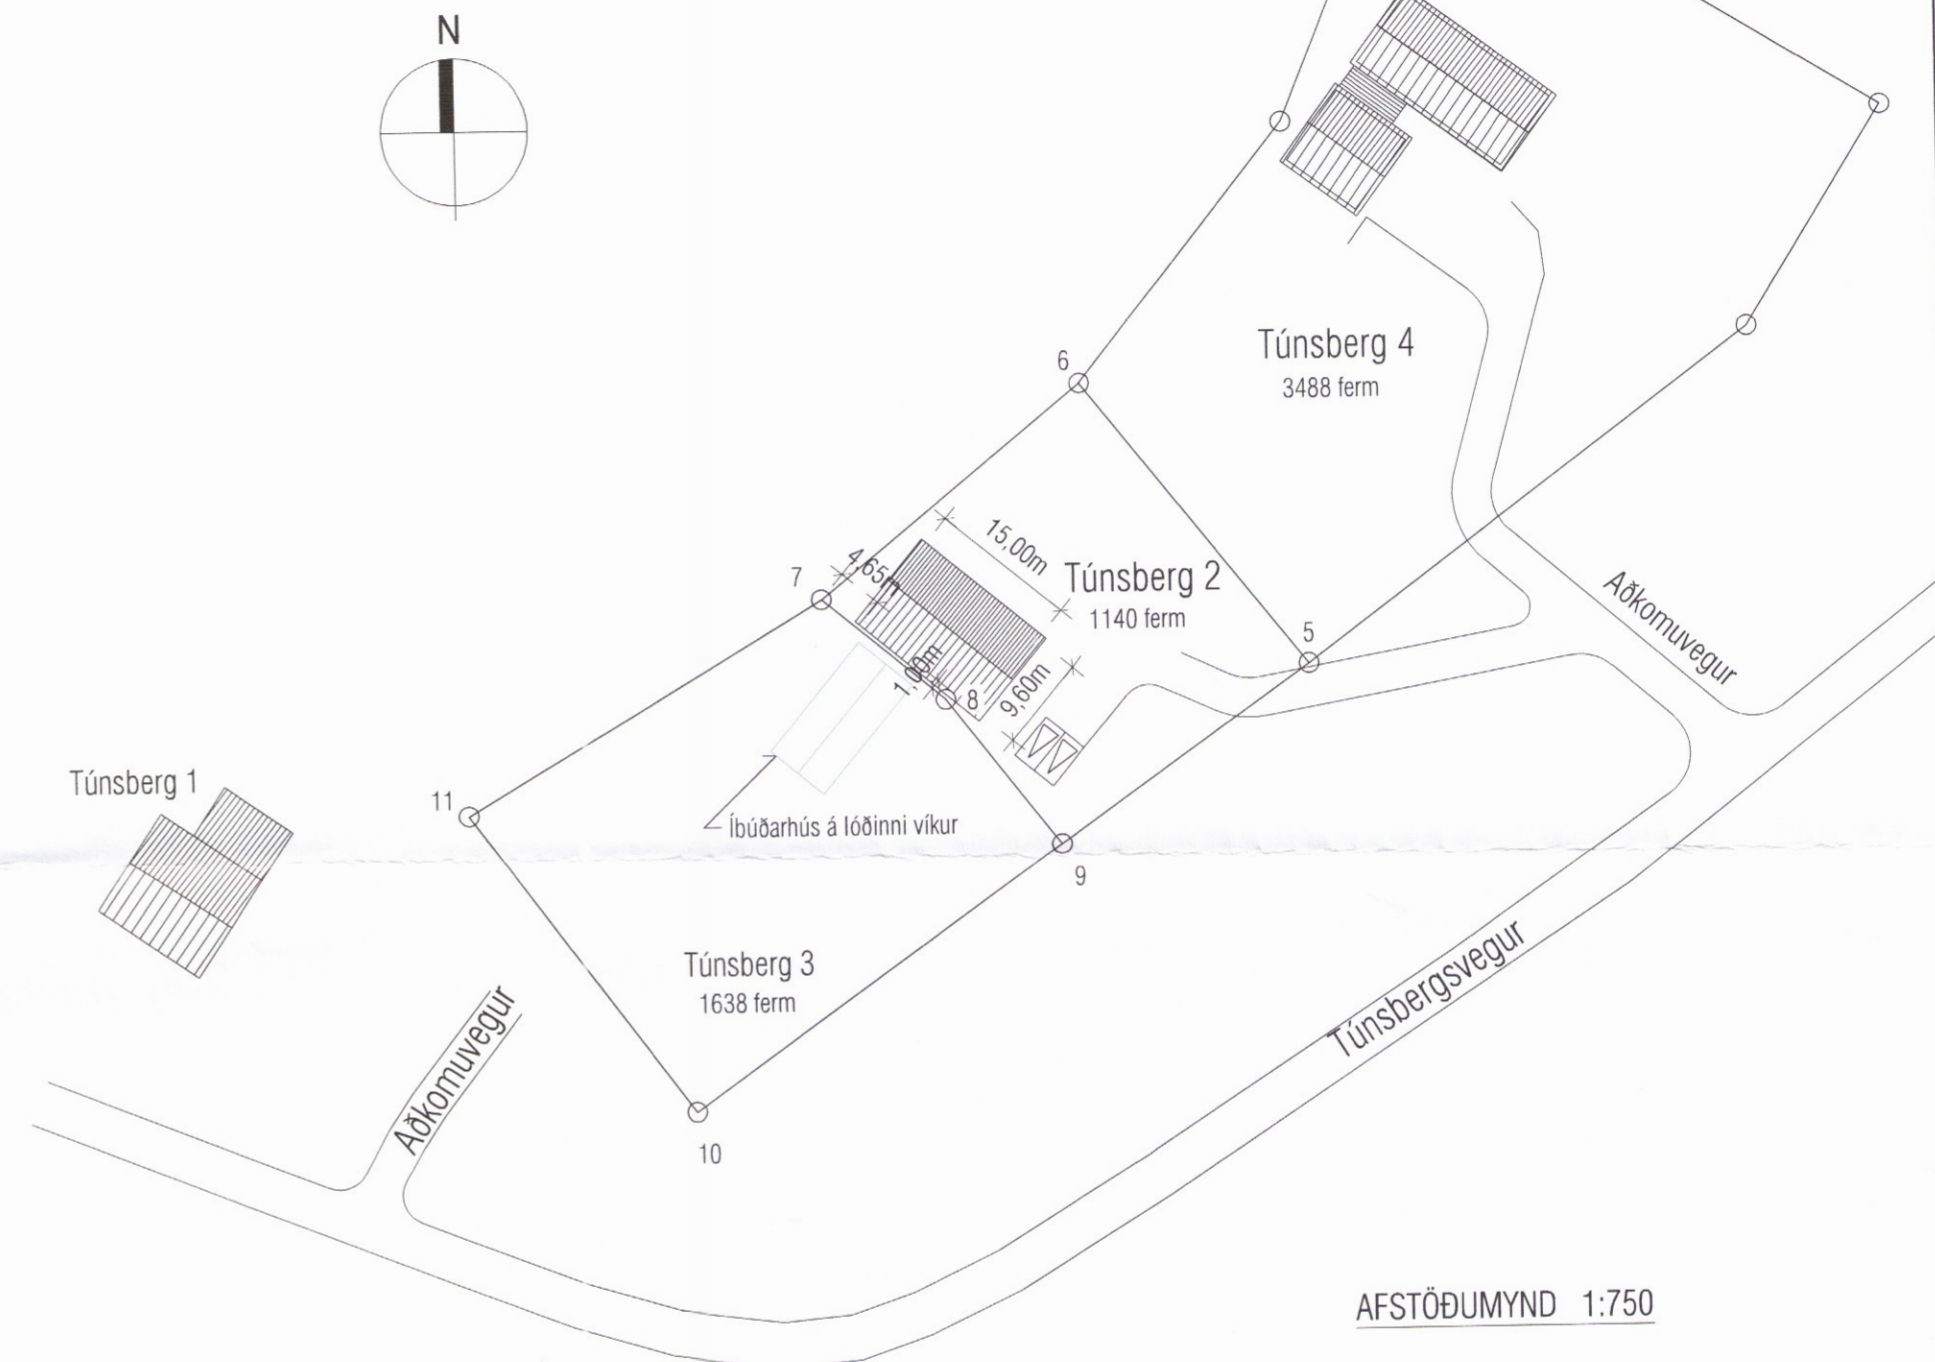 N
Túnsberg 4
3488 ferm
6
15,00m
4,65m
7
Túnsberg 2
1140 ferm
5
Aðkomuvegur
1,00m
8
9,60m
Túnsberg 1
11
Íbúðarhús á lóðinni víkur
9
Túnsberg 3
1638 ferm
Túnsbergsvegur
Aðkomuvegur
10
AFSTÖÐUMYND 1:750